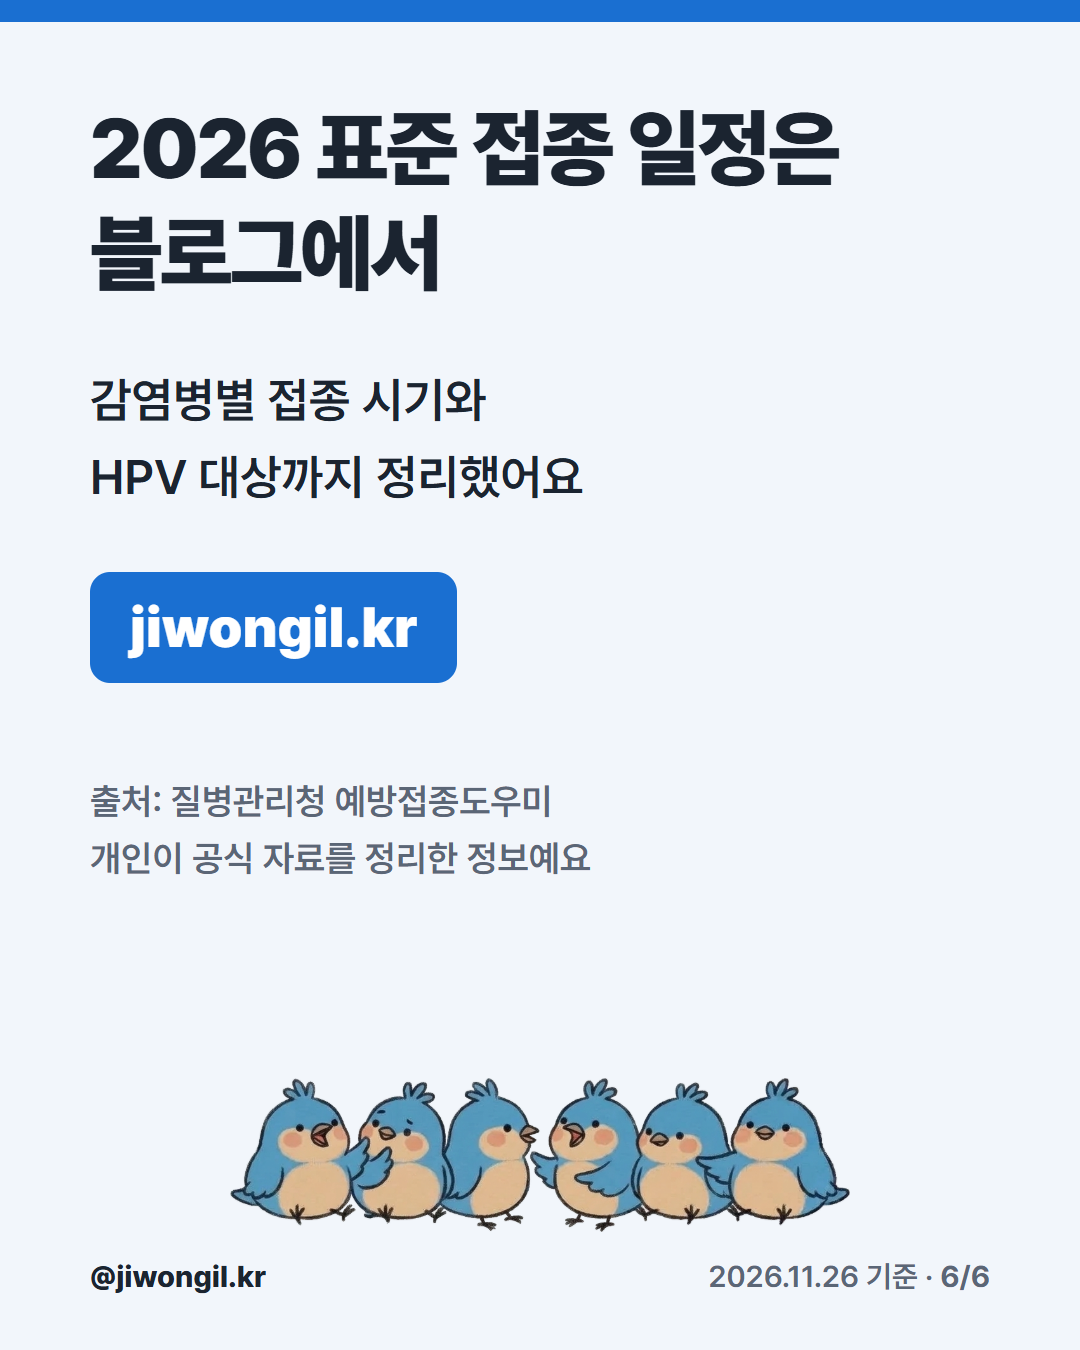 2026 표준 접종 일정은
블로그에서
감염병별 접종 시기와
HPV 대상까지 정리했어요
jiwongil.kr
출처: 질병관리청 예방접종도우미
개인이 공식 자료를 정리한 정보예요
@jiwongil.kr
2026.11.26 기준 · 6/6